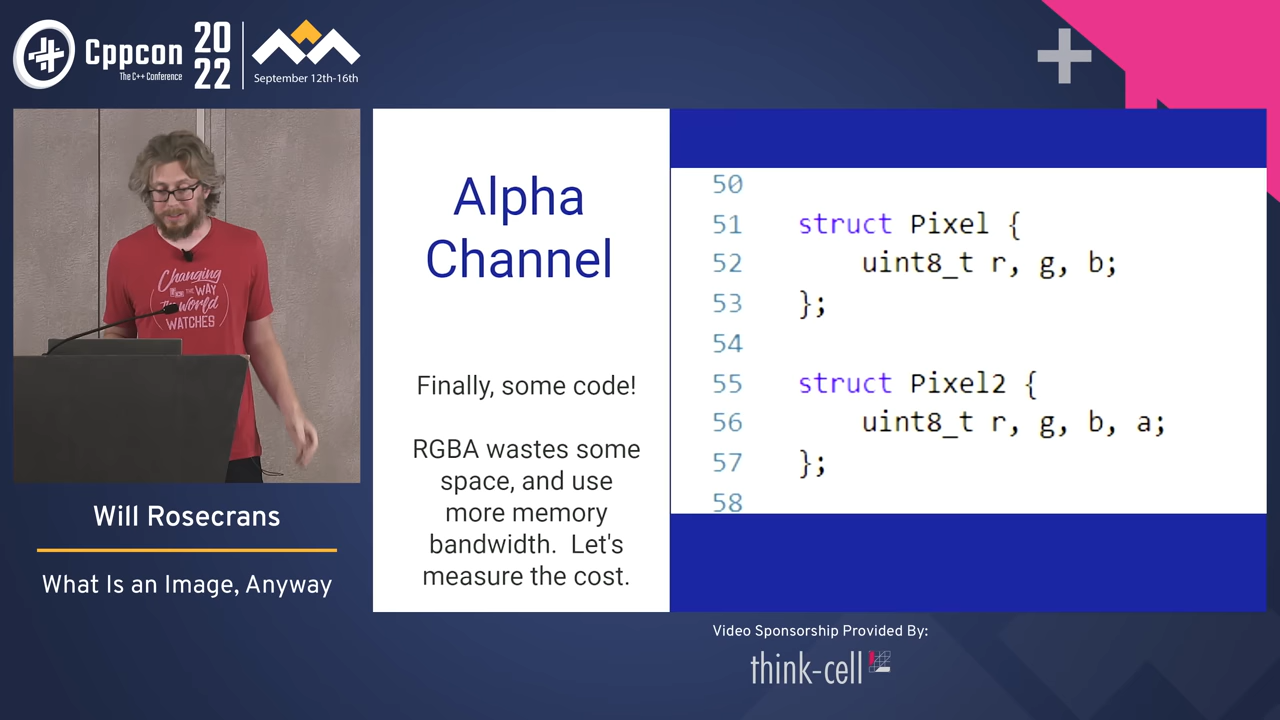 Cppcon
The C++ Conference
20
22
September 12th-16th
Changing
THE WAY
The world
WATCHES
Will Rosecrans
What Is an Image, Anyway
Alpha
Channel
Finally, some code!
RGBA wastes some
space, and use
more memory
bandwidth.  Let's
measure the cost.
50
51 struct Pixel {
52     uint8_t r, g, b;
53 };
54
55 struct Pixel2 {
56     uint8_t r, g, b, a;
57 };
58
Video Sponsorship Provided By:
think-cell